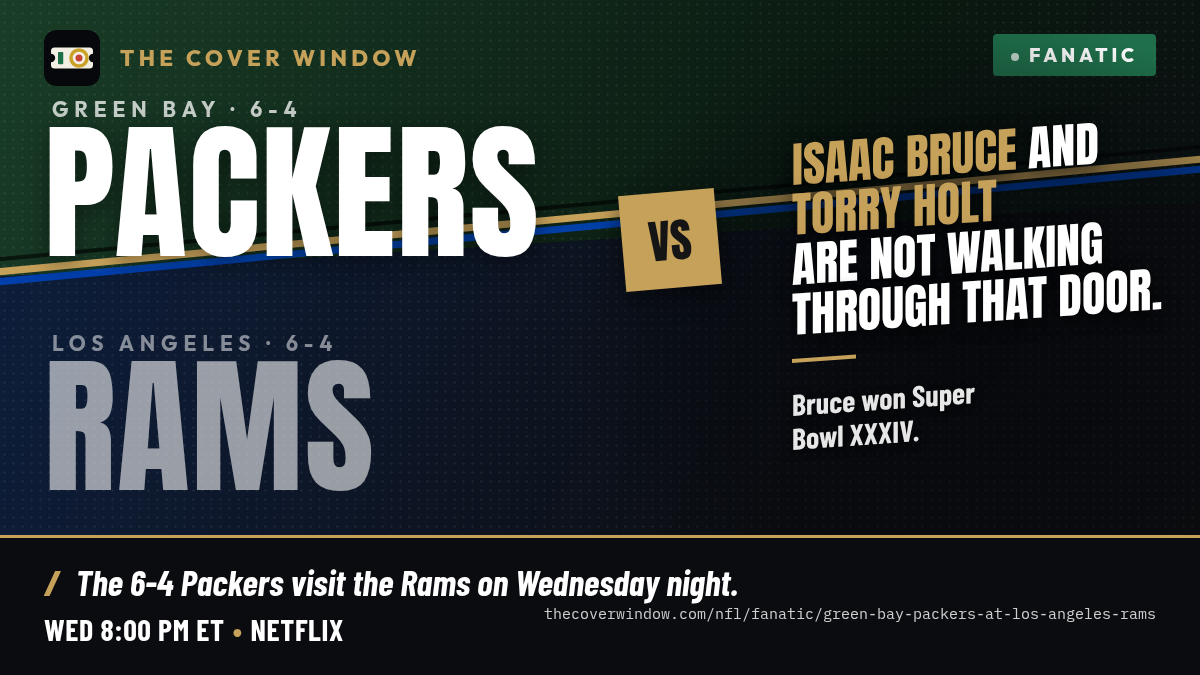 THE COVER WINDOW
FANATIC
GREEN BAY · 6-4
PACKERS
VS
LOS ANGELES · 6-4
RAMS
ISAAC BRUCE AND
TORRY HOLT
ARE NOT WALKING
THROUGH THAT DOOR.
Bruce won Super
Bowl XXXIV.
/ The 6-4 Packers visit the Rams on Wednesday night.
WED 8:00 PM ET • NETFLIX
thecoverwindow.com/nfl/fanatic/green-bay-packers-at-los-angeles-rams